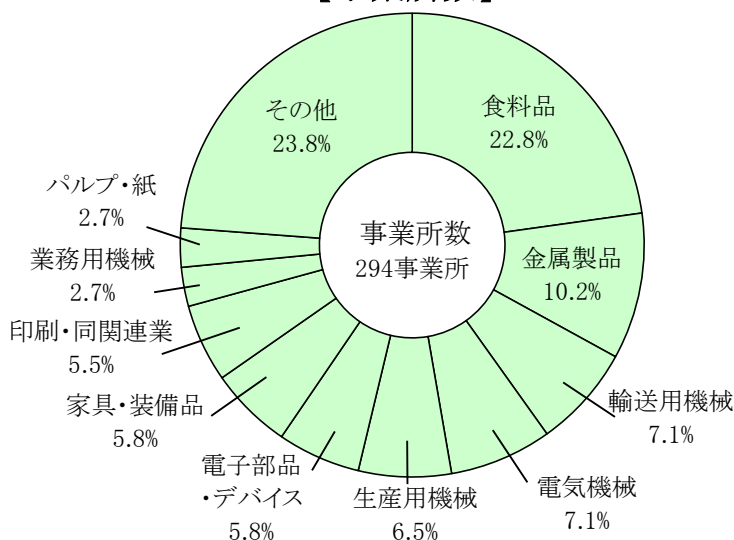 その他
23.8%
食料品
22.8%
パルプ・紙
2.7%
業務用機械
2.7%
印刷・同関連業
5.5%
家具・装備品
5.8%
電子部品
・デバイス
5.8%
生産用機械
6.5%
電気機械
7.1%
輸送用機械
7.1%
金属製品
10.2%
事業所数
294事業所